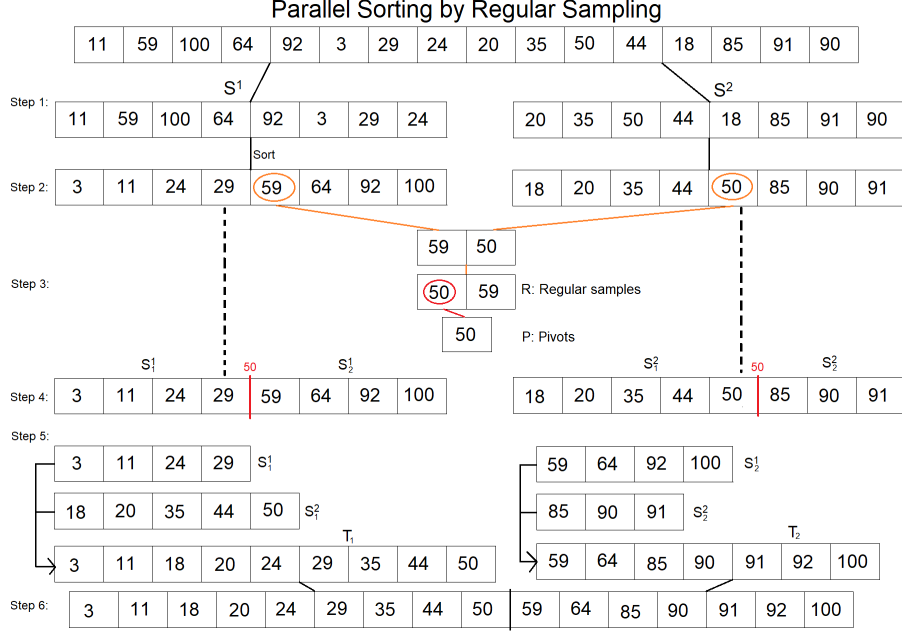 Parallel Sorting by Regular Sampling
11 59 100 64 92 3 29 24 20 35 50 44 18 85 91 90
S1 S2
Step 1: 11 59 100 64 92 3 29 24 20 35 50 44 18 85 91 90
Sort
Step 2: 3 11 24 29 59 64 92 100 18 20 35 44 50 85 90 91
59 50
Step 3: 50 59 R: Regular samples
50 P: Pivots
S11 50 S12 S21 50 S22
Step 4: 3 11 24 29 59 64 92 100 18 20 35 44 50 85 90 91
Step 5:
3 11 24 29 S11 59 64 92 100 S12
18 20 35 44 50 S21 85 90 91 S22
T1 T2
3 11 18 20 24 29 35 44 50 59 64 85 90 91 92 100
Step 6: 3 11 18 20 24 29 35 44 50 59 64 85 90 91 92 100